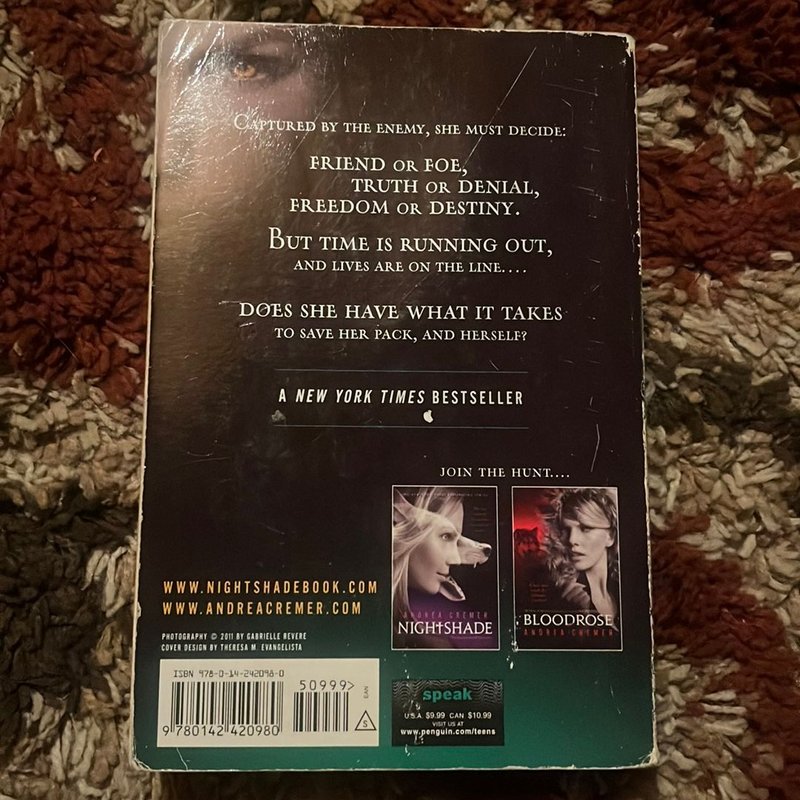 CAPTURED BY THE ENEMY, SHE MUST DECIDE:
FRIEND OR FOE,
TRUTH OR DENIAL,
FREEDOM OR DESTINY.
BUT TIME IS RUNNING OUT,
AND LIVES ARE ON THE LINE....
DOES SHE HAVE WHAT IT TAKES
TO SAVE HER PACK, AND HERSELF?
A NEW YORK TIMES BESTSELLER
JOIN THE HUNT....
ANDREA CREMER
NIGHTSHADE
BLOODROSE
ANDREA CREMER
WWW.NIGHTSHADEBOOK.COM
WWW.ANDREACREMER.COM
PHOTOGRAPHY © 2011 BY GABRIELLE REVERE
COVER DESIGN BY THERESA M. EVANGELISTA
ISBN 978-0-14-242098-0
50999>
EAN
S
9 780142 420980
speak
U.S.A. $9.99 CAN $10.99
VISIT US AT
www.penguin.com/teens